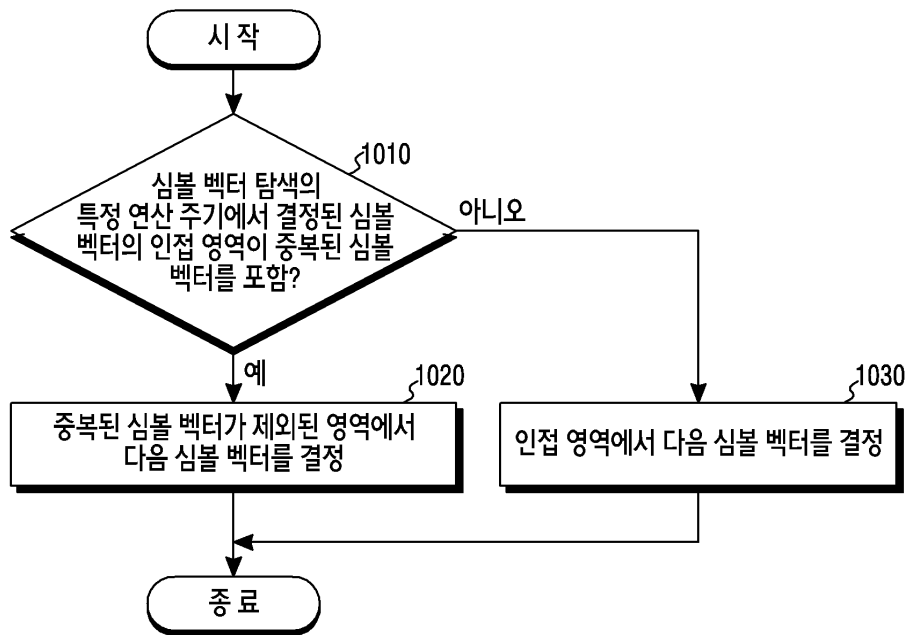 시 작
1010
심볼 벡터 탐색의
특정 연산 주기에서 결정된 심볼
벡터의 인접 영역이 중복된 심볼
벡터를 포함?
아니오
예
1020
중복된 심볼 벡터가 제외된 영역에서
다음 심볼 벡터를 결정
1030
인접 영역에서 다음 심볼 벡터를 결정
종 료